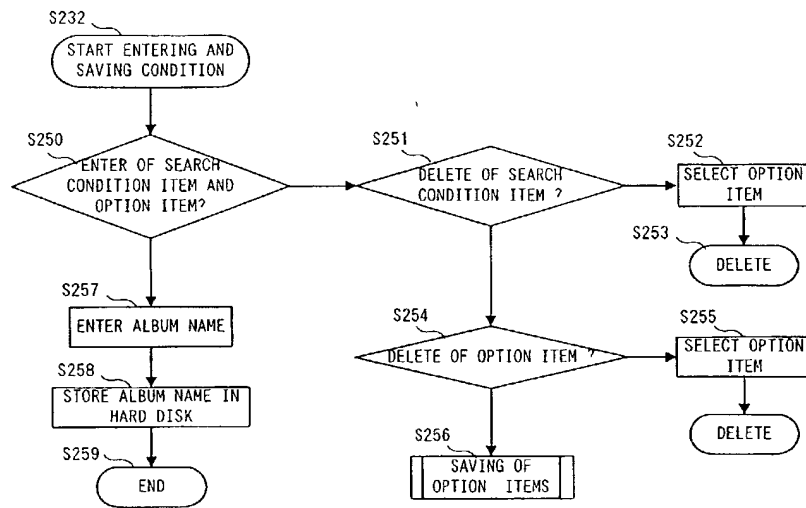 S232
START ENTERING AND
SAVING CONDITION
S250
ENTER OF SEARCH
CONDITION ITEM AND
OPTION ITEM?
S251
DELETE OF SEARCH
CONDITION ITEM ?
S252
SELECT OPTION
ITEM
S253
DELETE
S257
ENTER ALBUM NAME
S254
DELETE OF OPTION ITEM ?
S255
SELECT OPTION
ITEM
DELETE
S258
STORE ALBUM NAME IN
HARD DISK
S256
SAVING OF
OPTION ITEMS
S259
END